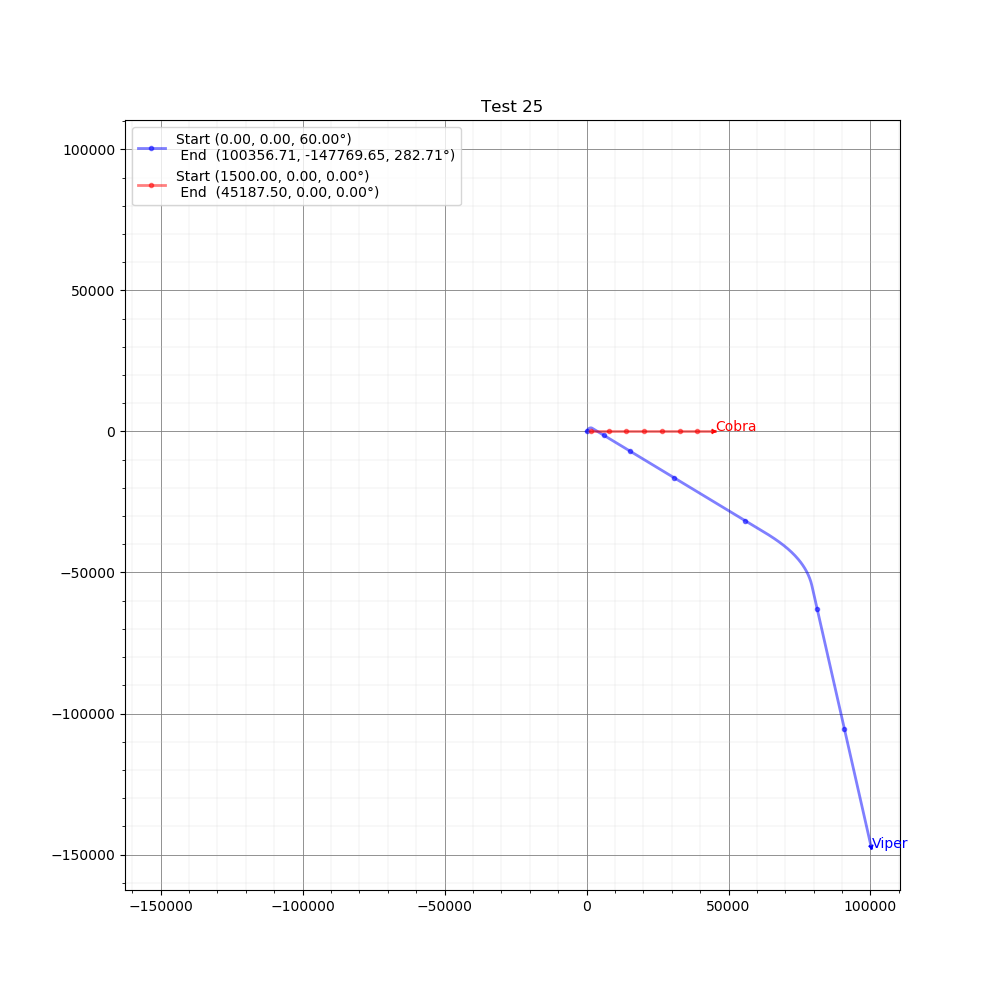 Test 25
Start (0.00, 0.00, 60.00°)
End (100356.71, -147769.65, 282.71°)
Start (1500.00, 0.00, 0.00°)
End (45187.50, 0.00, 0.00°)
100000
50000
0
−50000
−100000
−150000
Cobra
Viper
−150000 −100000 −50000 0 50000 100000